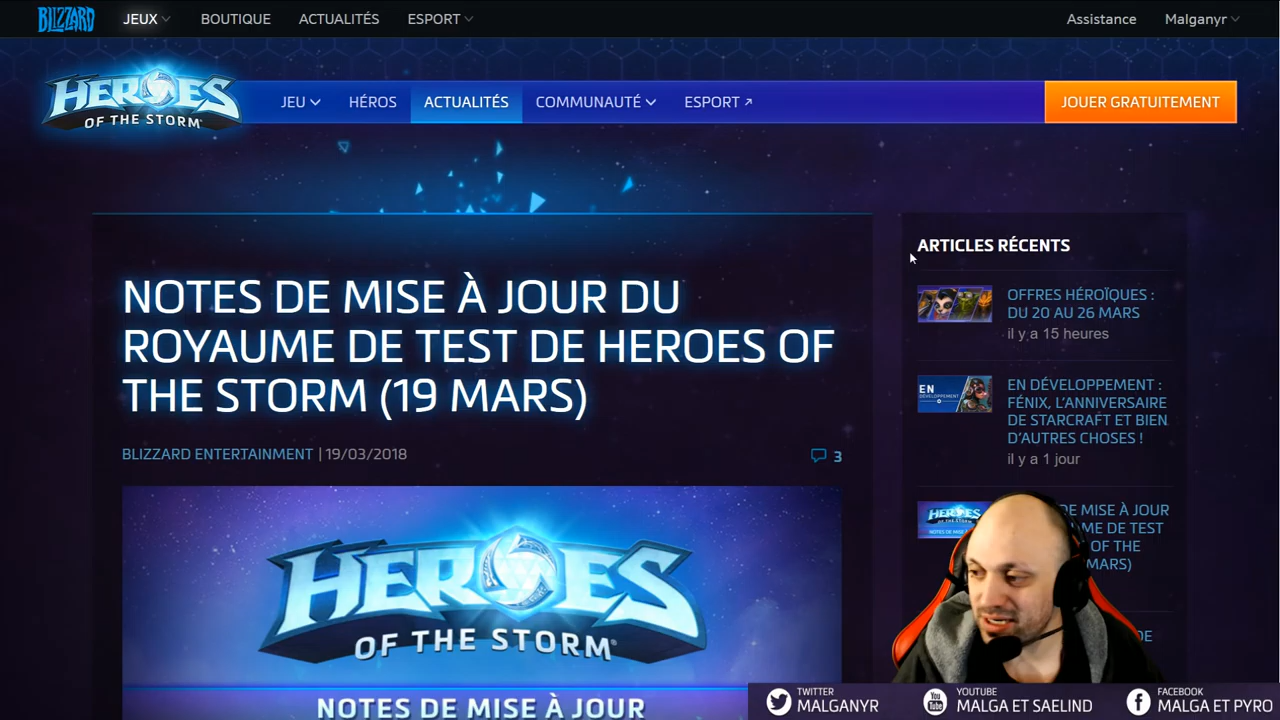 BLIZZARD
JEUX
BOUTIQUE
ACTUALITÉS
ESPORT
Assistance
Malganyr
HEROES
OF THE STORM
JEU
HÉROS
ACTUALITÉS
COMMUNAUTÉ
ESPORT
JOUER GRATUITEMENT
NOTES DE MISE À JOUR DU
ROYAUME DE TEST DE HEROES OF
THE STORM (19 MARS)
BLIZZARD ENTERTAINMENT | 19/03/2018
3
HEROES
OF THE STORM
NOTES DE MISE À JOUR
ARTICLES RÉCENTS
OFFRES HÉROÏQUES :
DU 20 AU 26 MARS
il y a 15 heures
EN
DÉVELOPPEMENT
EN DÉVELOPPEMENT :
FÉNIX, L'ANNIVERSAIRE
DE STARCRAFT ET BIEN
D'AUTRES CHOSES !
il y a 1 jour
DE MISE À JOUR
ME DE TEST
OF THE
MARS)
DE
TWITTER
MALGANYR
YOUTUBE
MALGA ET SAELIND
FACEBOOK
MALGA ET PYRO